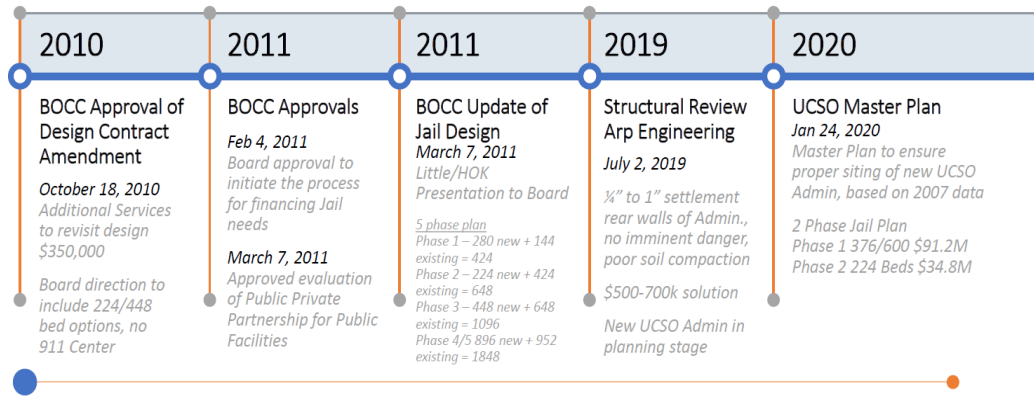 2010
BOCC Approval of
Design Contract
Amendment
October 18, 2010
Additional Services
to revisit design
$350,000
Board direction to
include 224/448
bed options, no
911 Center
2011
BOCC Approvals
Feb 4, 2011
Board approval to
initiate the process
for financing Jail
needs
March 7, 2011
Approved evaluation
of Public Private
Partnership for Public
Facilities
2011
BOCC Update of
Jail Design
March 7, 2011
Little/HOK
Presentation to Board
5 phase plan
Phase 1 – 280 new + 144
existing = 424
Phase 2 – 224 new + 424
existing = 648
Phase 3 – 448 new + 648
existing = 1096
Phase 4/5 896 new + 952
existing = 1848
2019
Structural Review
Arp Engineering
July 2, 2019
¼” to 1” settlement
rear walls of Admin.,
no imminent danger,
poor soil compaction
$500-700k solution
New UCSO Admin in
planning stage
2020
UCSO Master Plan
Jan 24, 2020
Master Plan to ensure
proper siting of new UCSO
Admin, based on 2007 data
2 Phase Jail Plan
Phase 1 376/600 $91.2M
Phase 2 224 Beds $34.8M